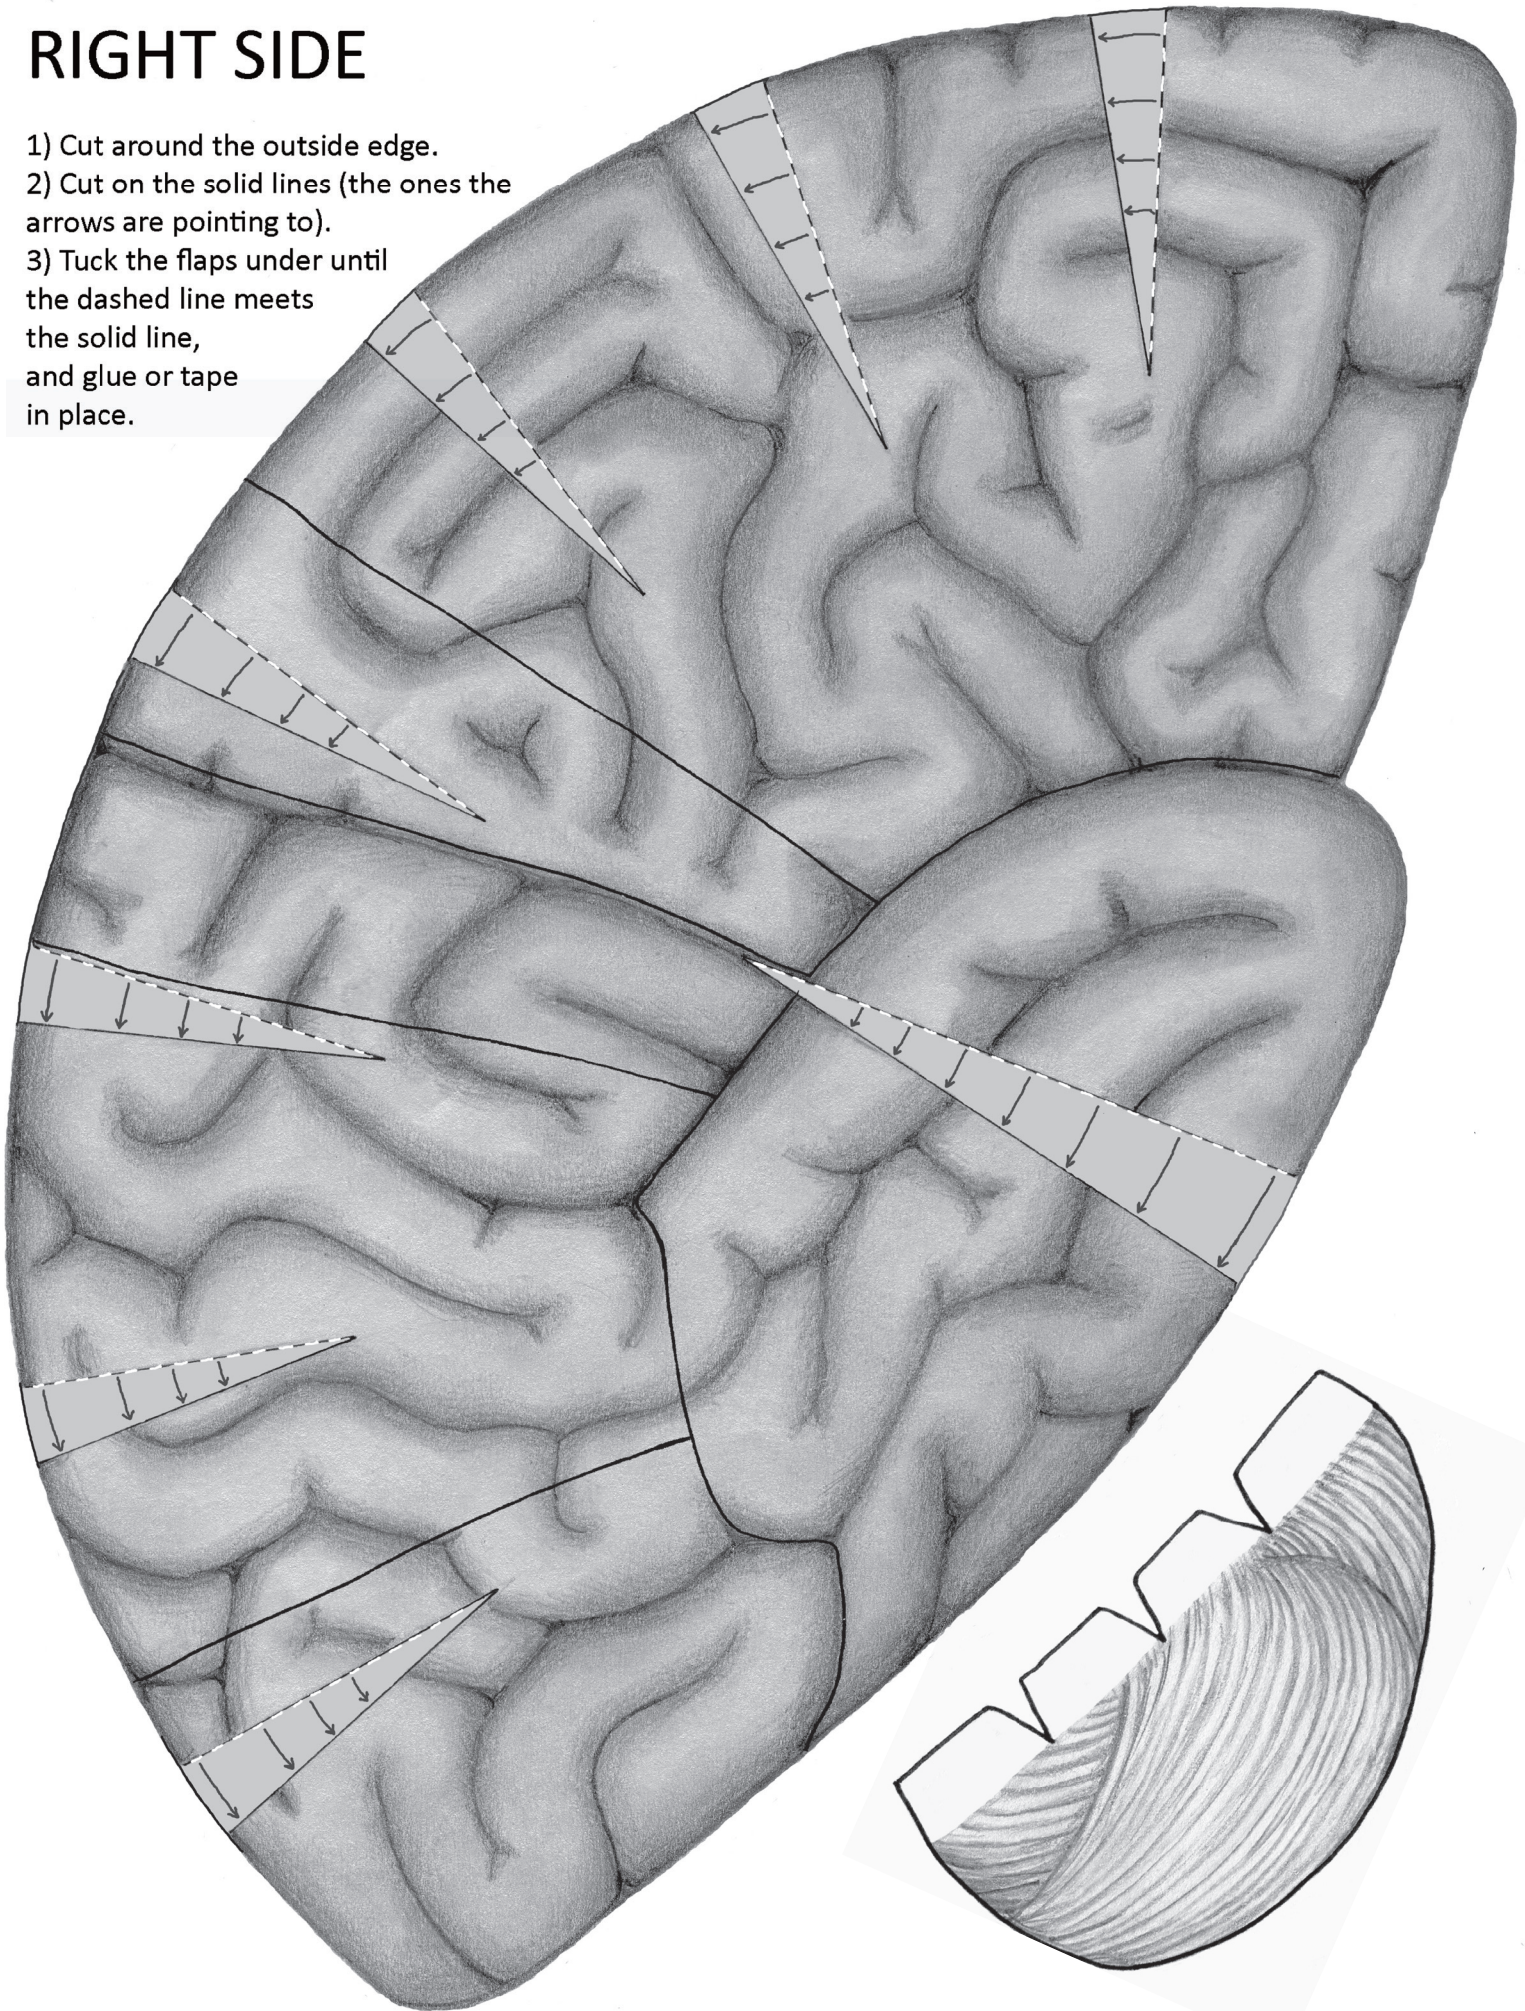 RIGHT SIDE
1) Cut around the outside edge.
2) Cut on the solid lines (the ones the
arrows are pointing to).
3) Tuck the flaps under until
the dashed line meets
the solid line,
and glue or tape
in place.